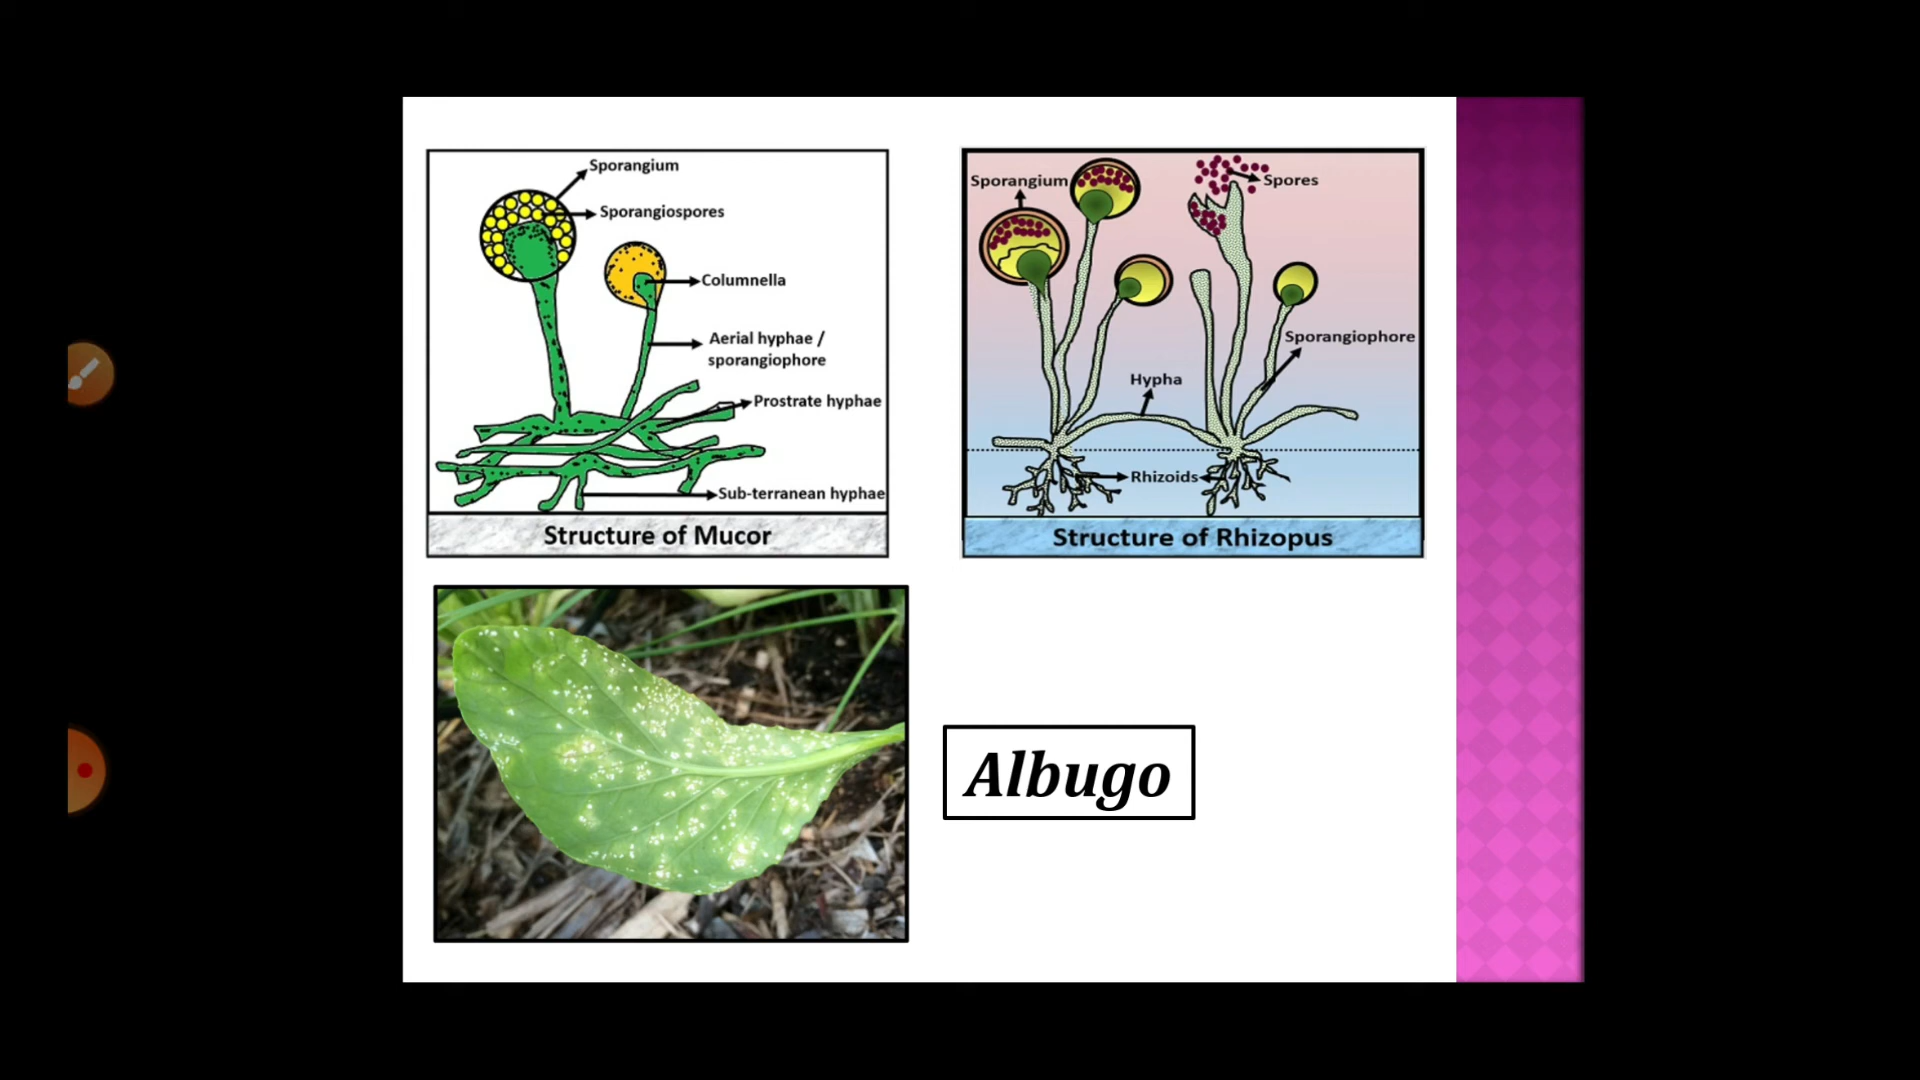 Sporangium
Sporangiospores
Columnella
Aerial hyphae /
sporangiophore
Prostrate hyphae
Sub-terranean hyphae
Structure of Mucor
Sporangium
Spores
Sporangiophore
Hypha
Rhizoids
Structure of Rhizopus
Albugo